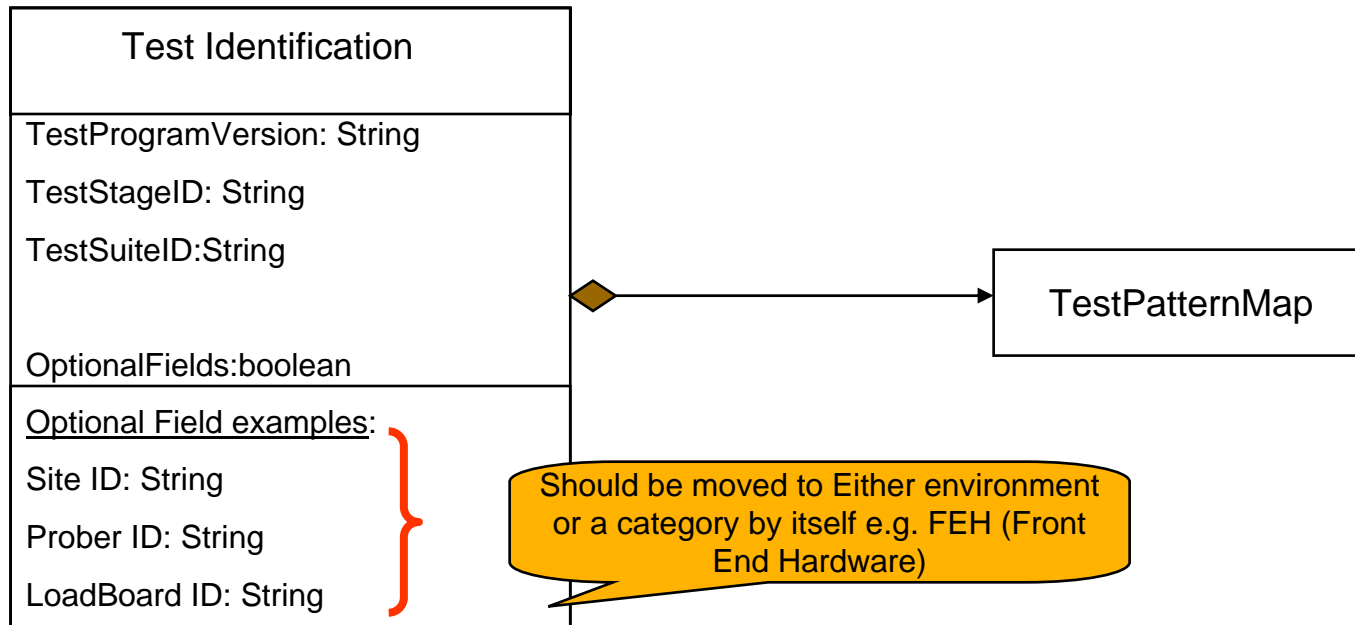 Test Identification
TestProgramVersion: String
TestStageID: String
TestSuiteID:String
OptionalFields:boolean
TestPatternMap
Optional Field examples:
Site ID: String
Prober ID: String
LoadBoard ID: String
Should be moved to Either environment
or a category by itself e.g. FEH (Front
End Hardware)